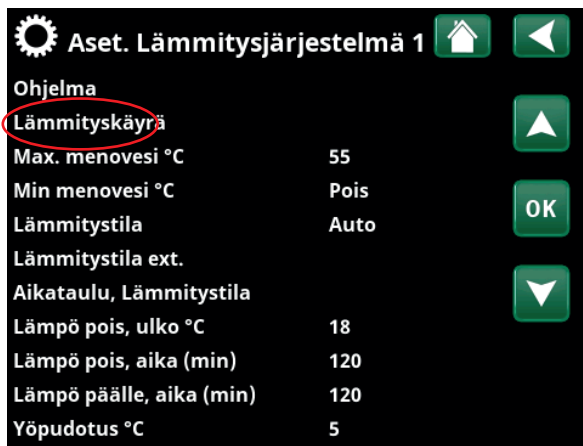 Aset. Lämmitysjärjestelmä 1
Ohjelma
Lämmityskäyrä
Max. menovesi °C 55
Min menovesi °C Pois
Lämmitystila Auto
OK
Lämmitystila ext.
Aikataulu, Lämmitystila
Lämpö pois, ulko °C 18
Lämpö pois, aika (min) 120
Lämpö päälle, aika (min) 120
Yöpudotus °C 5